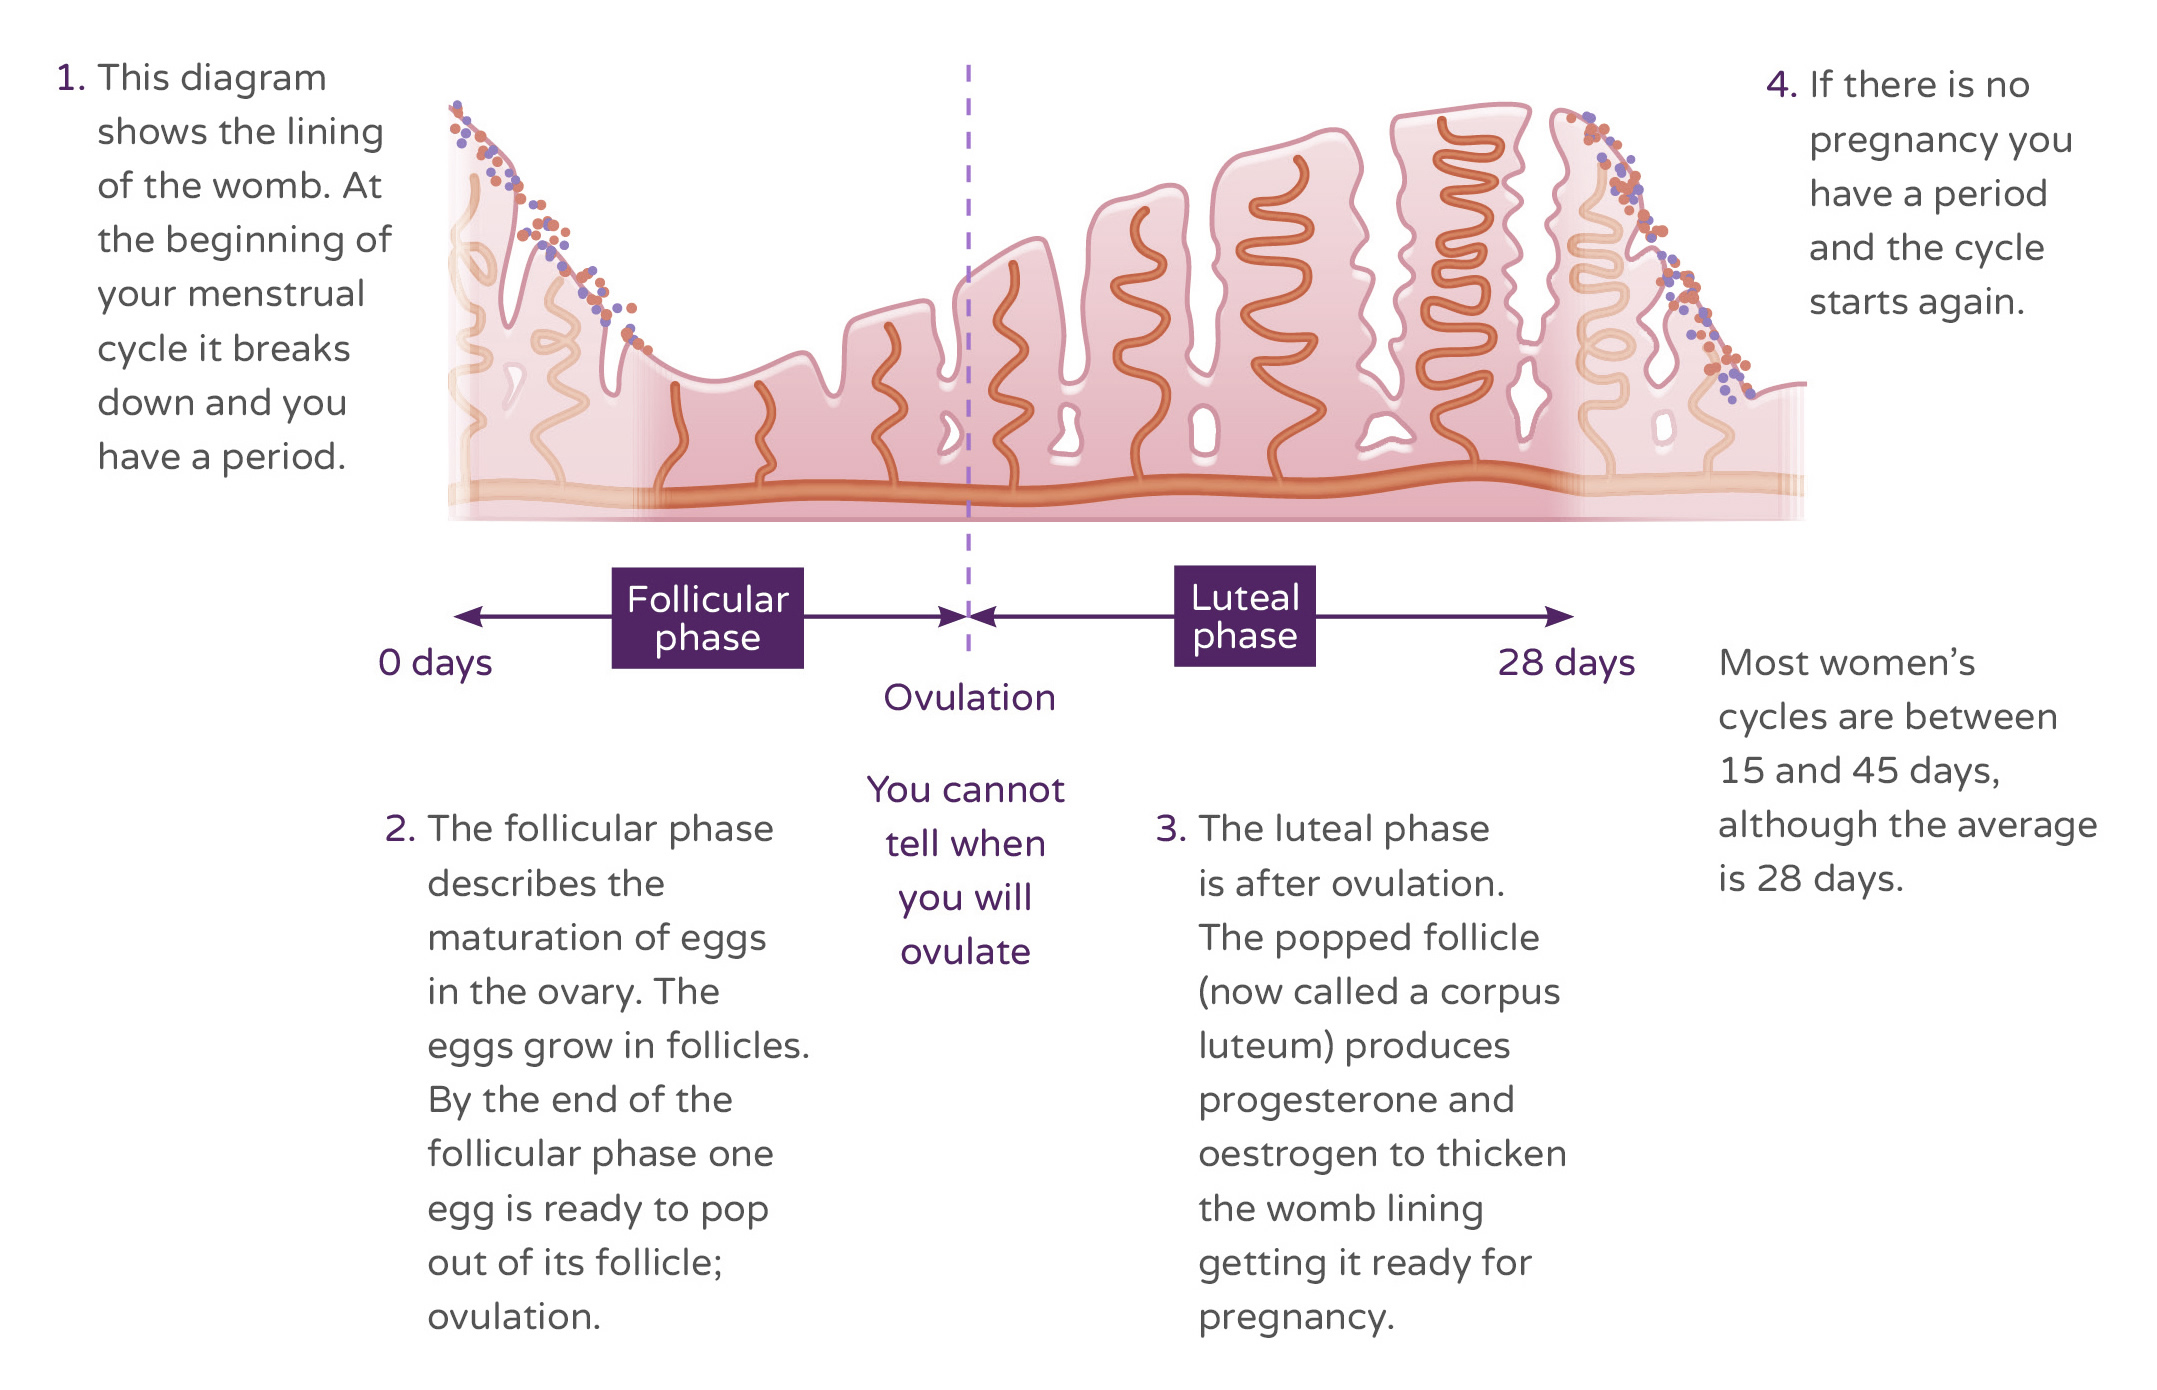 1. This diagram
shows the lining
of the womb. At
the beginning of
your menstrual
cycle it breaks
down and you
have a period.
4. If there is no
pregnancy you
have a period
and the cycle
starts again.
Follicular
phase
Luteal
phase
0 days
Ovulation
28 days
You cannot
tell when
you will
ovulate
2. The follicular phase
describes the
maturation of eggs
in the ovary. The
eggs grow in follicles.
By the end of the
follicular phase one
egg is ready to pop
out of its follicle;
ovulation.
3. The luteal phase
is after ovulation.
The popped follicle
(now called a corpus
luteum) produces
progesterone and
oestrogen to thicken
the womb lining
getting it ready for
pregnancy.
Most women’s
cycles are between
15 and 45 days,
although the average
is 28 days.